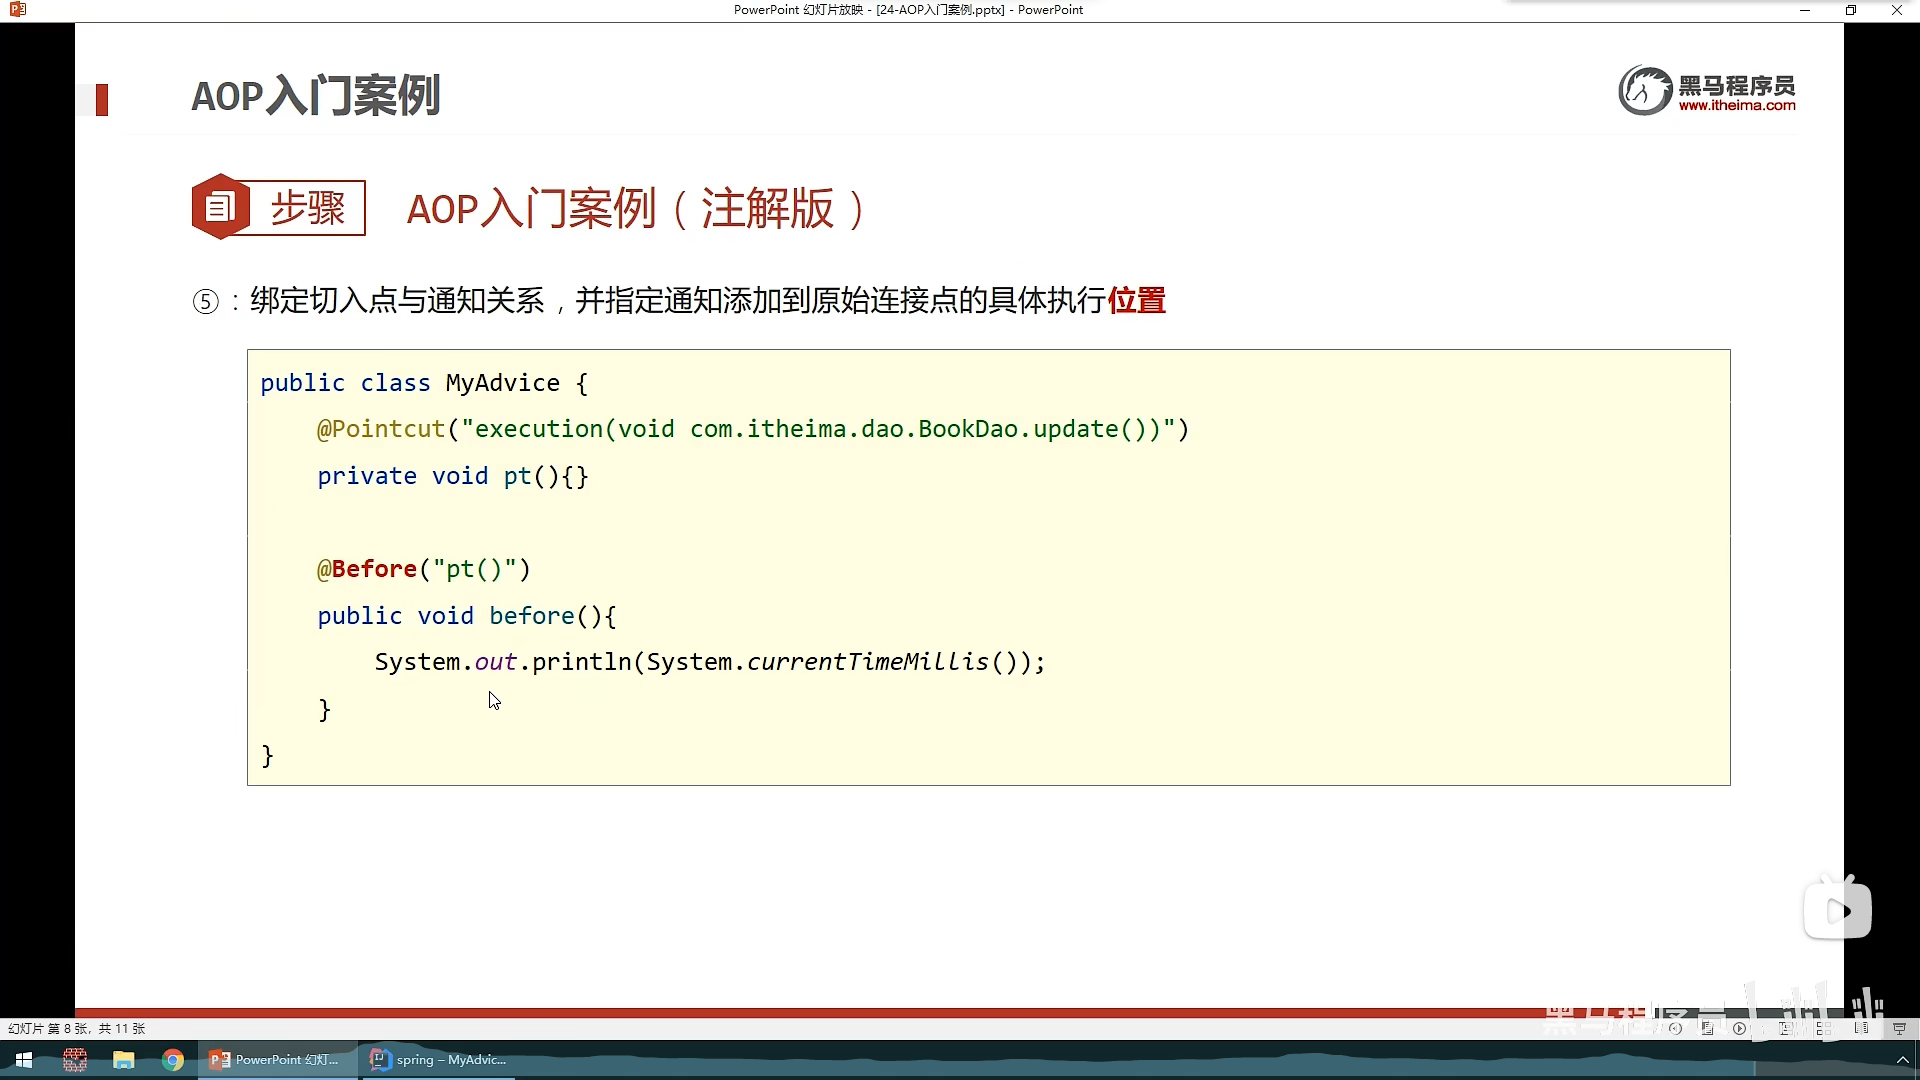 PowerPoint 幻灯片放映 - [24-AOP入门案例.pptx] - PowerPoint
AOP入门案例
黑马程序员
www.itheima.com
步骤
AOP入门案例（注解版）
⑤：绑定切入点与通知关系，并指定通知添加到原始连接点的具体执行位置
public class MyAdvice {
    @Pointcut("execution(void com.itheima.dao.BookDao.update())")
    private void pt(){}
    @Before("pt()")
    public void before(){
        System.out.println(System.currentTimeMillis());
    }
}
黑马程序员
幻灯片 第 8 张，共 11 张
PowerPoint 幻灯...
spring – MyAdvic...